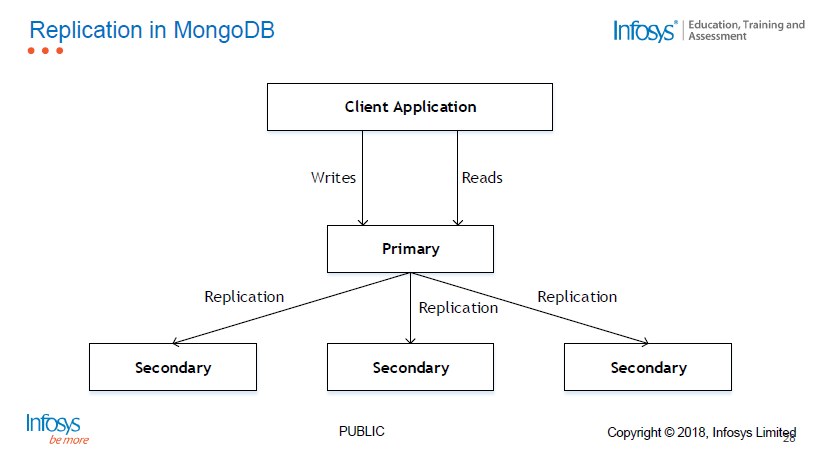 Replication in MongoDB
Infosys® | Education, Training and
Assessment
Client Application
Writes
Reads
Primary
Replication
Replication
Replication
Secondary
Secondary
Secondary
Infosys
be more
PUBLIC
Copyright © 2018, Infosys Limited
28